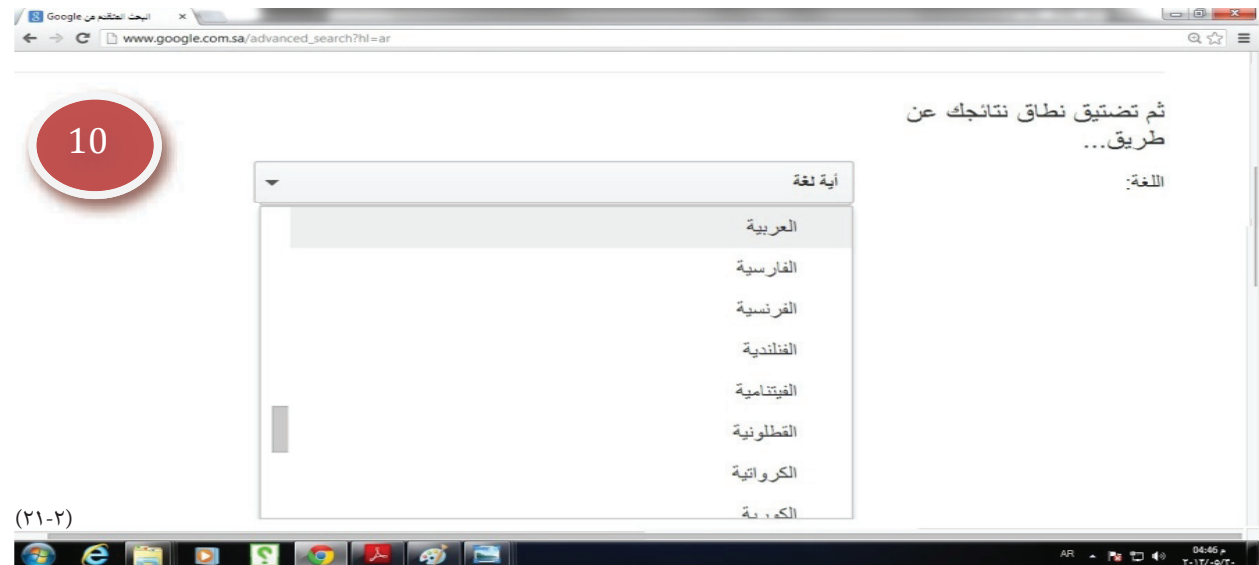 البحث المتقدم من Google
www.google.com.sa/advanced_search?hl=ar
ثم تضتيق نطاق نتائجك عن
طريق...
10
اللغة:
أية لغة
العربية
الفارسية
الفرنسية
الفنلندية
الفيتنامية
القطلونية
الكرواتية
الكورية
(٢-٢١)
AR
04:46 م